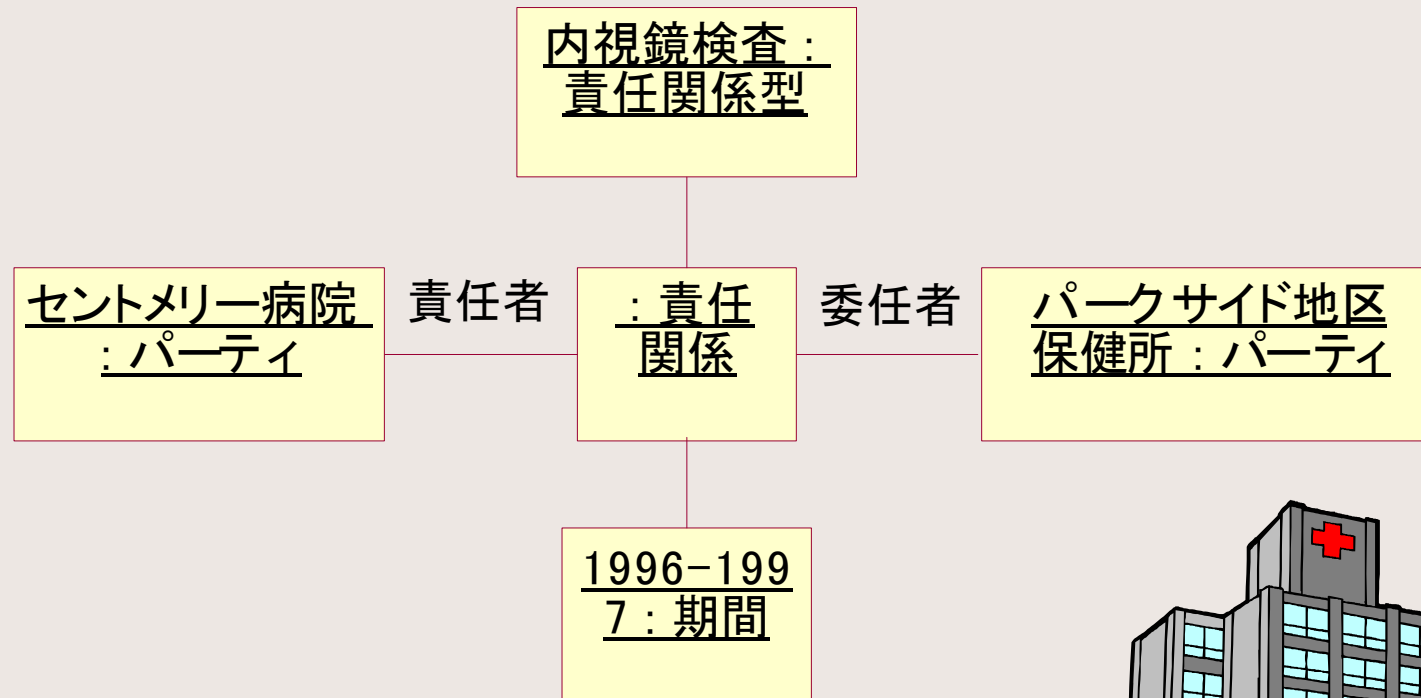 内視鏡検査：
責任関係型
セントメリー病院
：パーティ
責任者
：責任
関係
委任者
パークサイド地区
保健所：パーティ
1996-199
7：期間